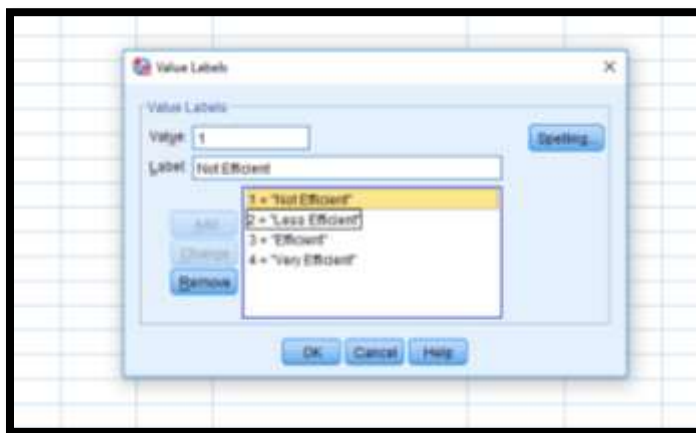 Value Labels
Value Labels
Value: 1
Spelling...
Label: Not Efficient
1 = "Not Efficient"
Add
2 = "Less Efficient"
3 = "Efficient"
Change
4 = "Very Efficient"
Remove
OK Cancel Help